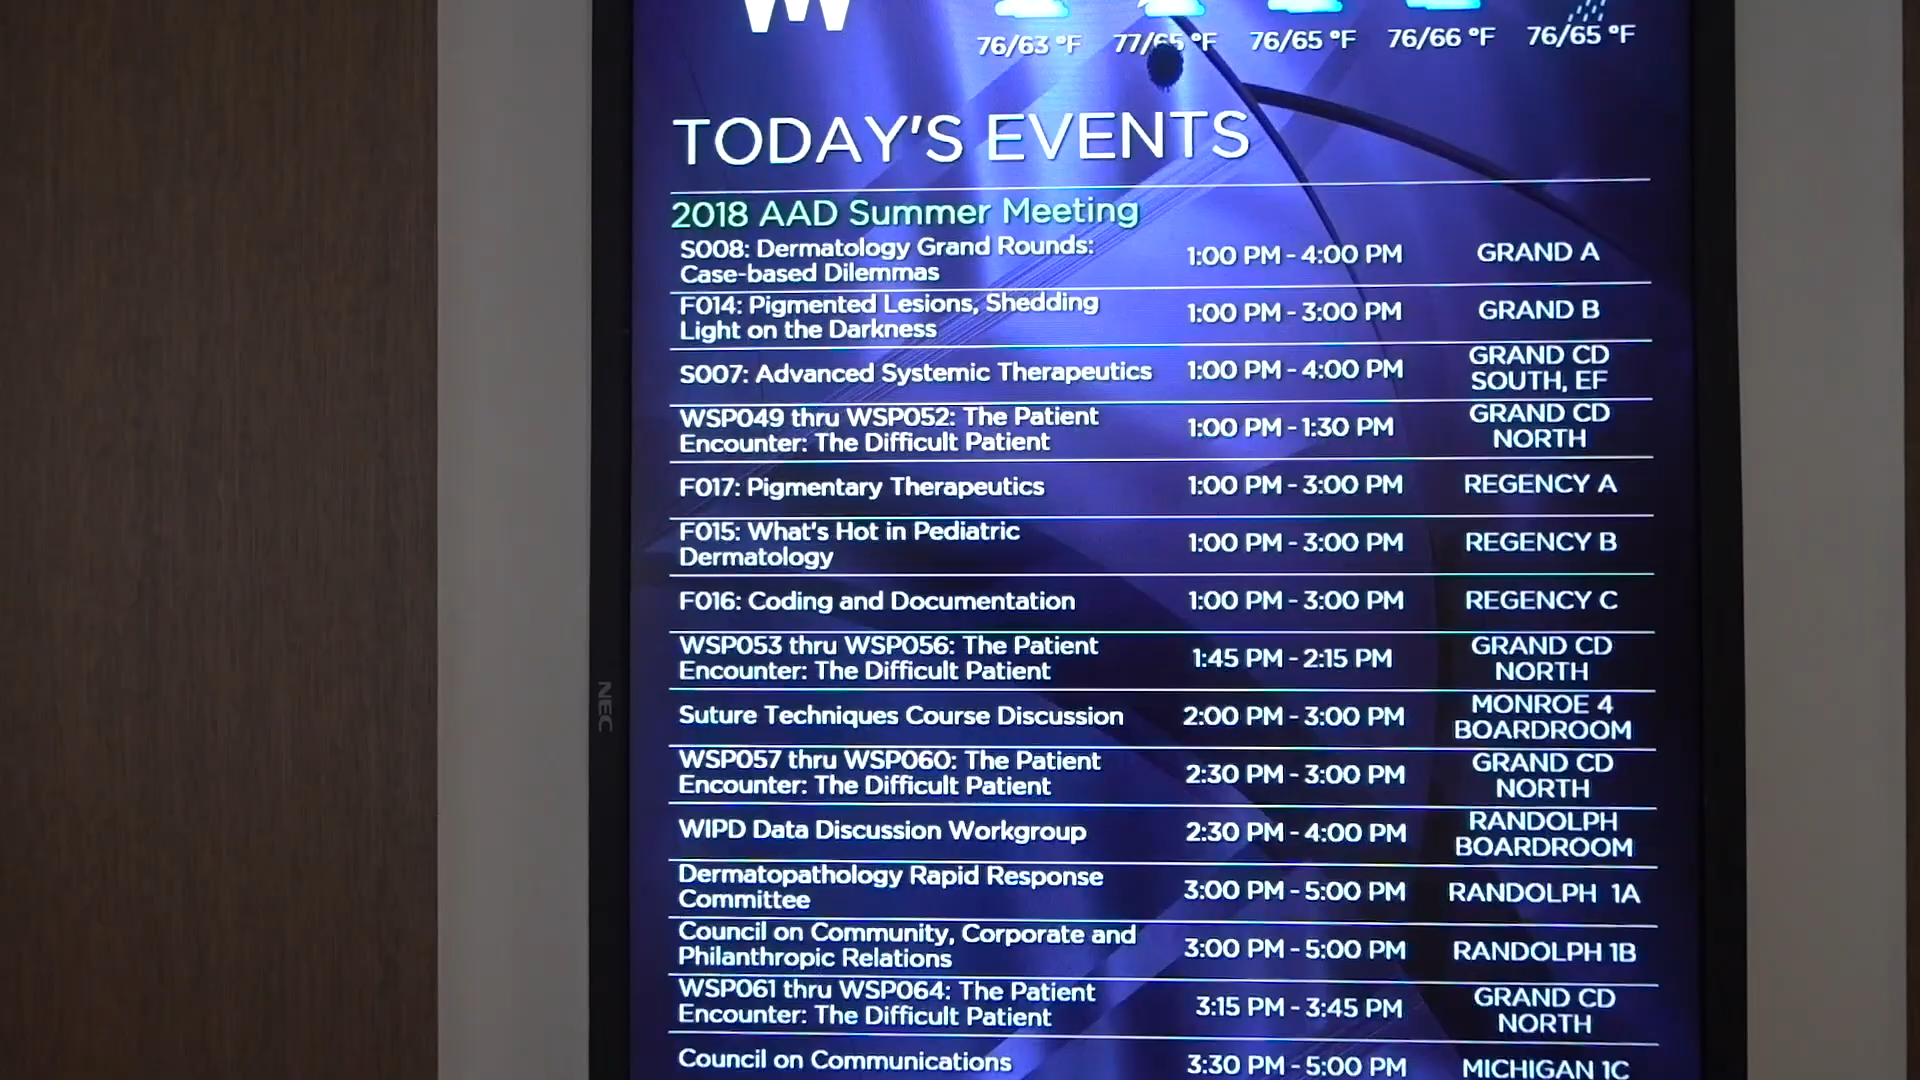 W
76/63 °F 77/65 °F 76/65 °F 76/66 °F 76/65 °F
TODAY'S EVENTS
2018 AAD Summer Meeting
S008: Dermatology Grand Rounds:
Case-based Dilemmas
1:00 PM - 4:00 PM
GRAND A
F014: Pigmented Lesions, Shedding
Light on the Darkness
1:00 PM - 3:00 PM
GRAND B
S007: Advanced Systemic Therapeutics
1:00 PM - 4:00 PM
GRAND CD
SOUTH, EF
WSP049 thru WSP052: The Patient
Encounter: The Difficult Patient
1:00 PM - 1:30 PM
GRAND CD
NORTH
F017: Pigmentary Therapeutics
1:00 PM - 3:00 PM
REGENCY A
F015: What's Hot in Pediatric
Dermatology
1:00 PM - 3:00 PM
REGENCY B
F016: Coding and Documentation
1:00 PM - 3:00 PM
REGENCY C
WSP053 thru WSP056: The Patient
Encounter: The Difficult Patient
1:45 PM - 2:15 PM
GRAND CD
NORTH
Suture Techniques Course Discussion
2:00 PM - 3:00 PM
MONROE 4
BOARDROOM
WSP057 thru WSP060: The Patient
Encounter: The Difficult Patient
2:30 PM - 3:00 PM
GRAND CD
NORTH
WIPD Data Discussion Workgroup
2:30 PM - 4:00 PM
RANDOLPH
BOARDROOM
Dermatopathology Rapid Response
Committee
3:00 PM - 5:00 PM
RANDOLPH 1A
Council on Community, Corporate and
Philanthropic Relations
3:00 PM - 5:00 PM
RANDOLPH 1B
WSP061 thru WSP064: The Patient
Encounter: The Difficult Patient
3:15 PM - 3:45 PM
GRAND CD
NORTH
Council on Communications
3:30 PM - 5:00 PM
MICHIGAN 1C
NEC